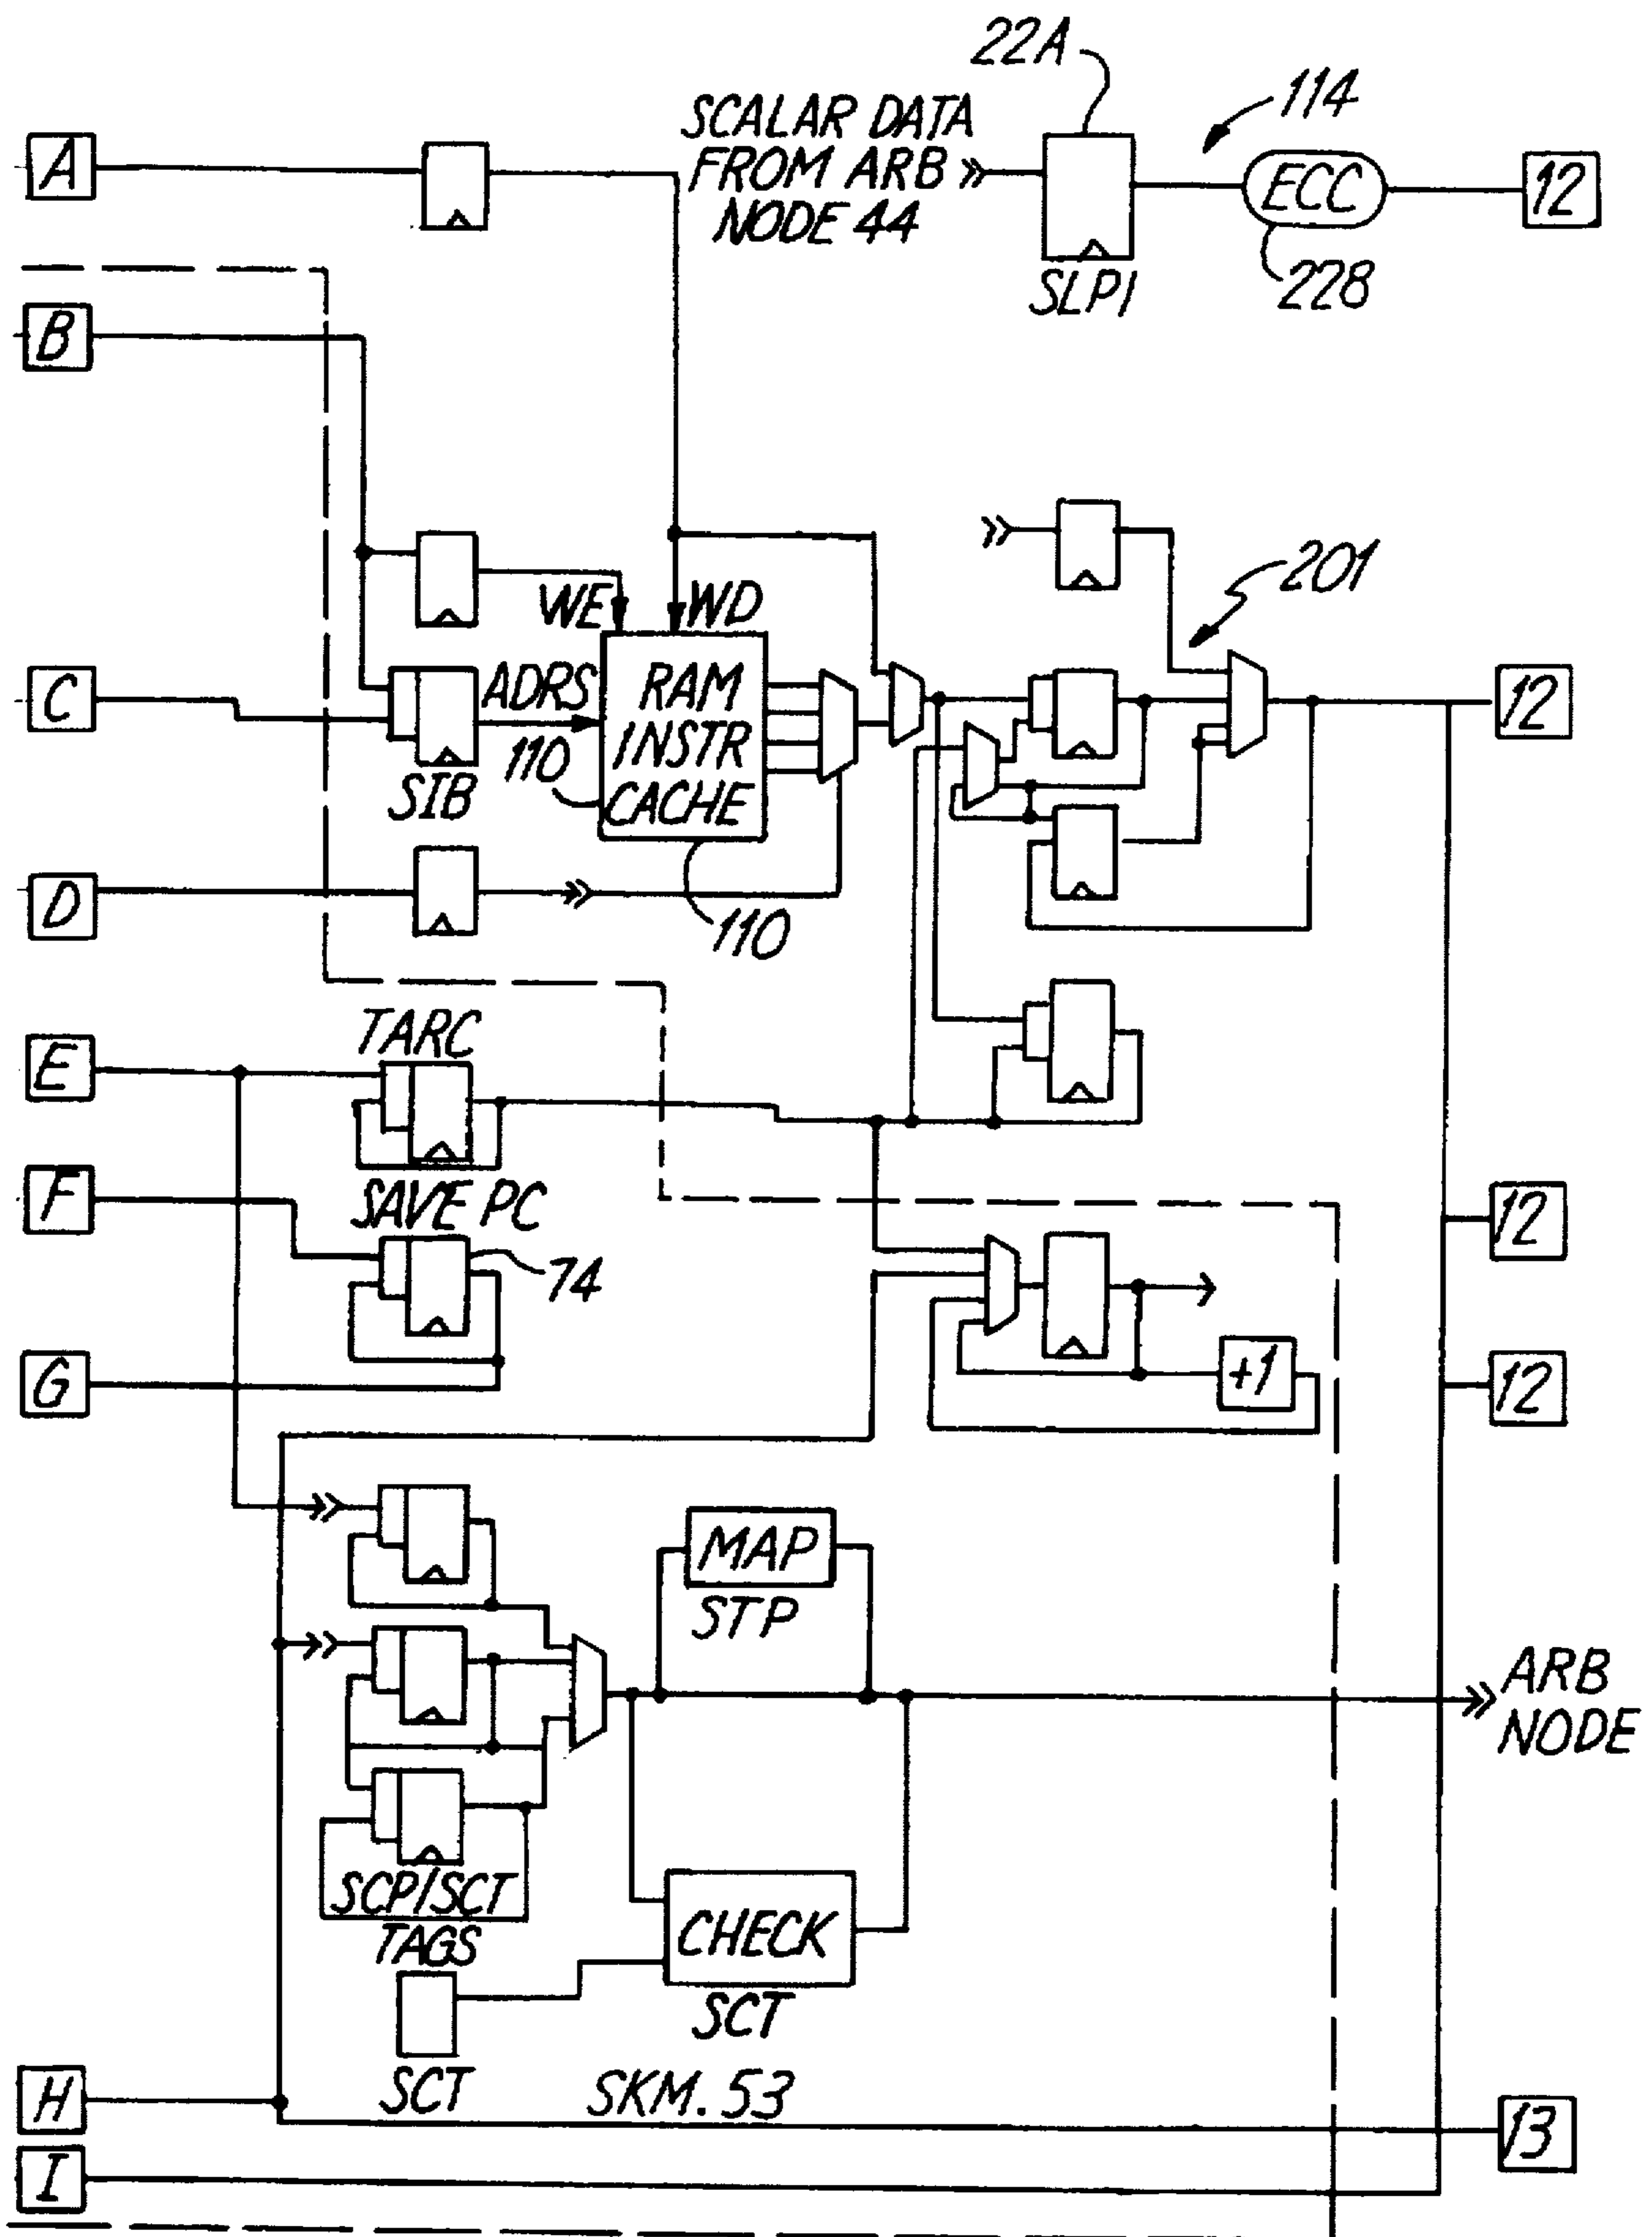 22A
114
SCALAR DATA
FROM ARB
NODE 44
A
ECC
12
SLP1
228
B
201
WE
WD
C
ADRS
RAM
INSTR
CACHE
110
12
SIB
D
110
TARC
E
F
SAVE PC
12
74
G
+1
12
MAP
STP
ARB
NODE
SCP/SCT
TAGS
CHECK
SCT
SCT
H
SKM. 53
13
I